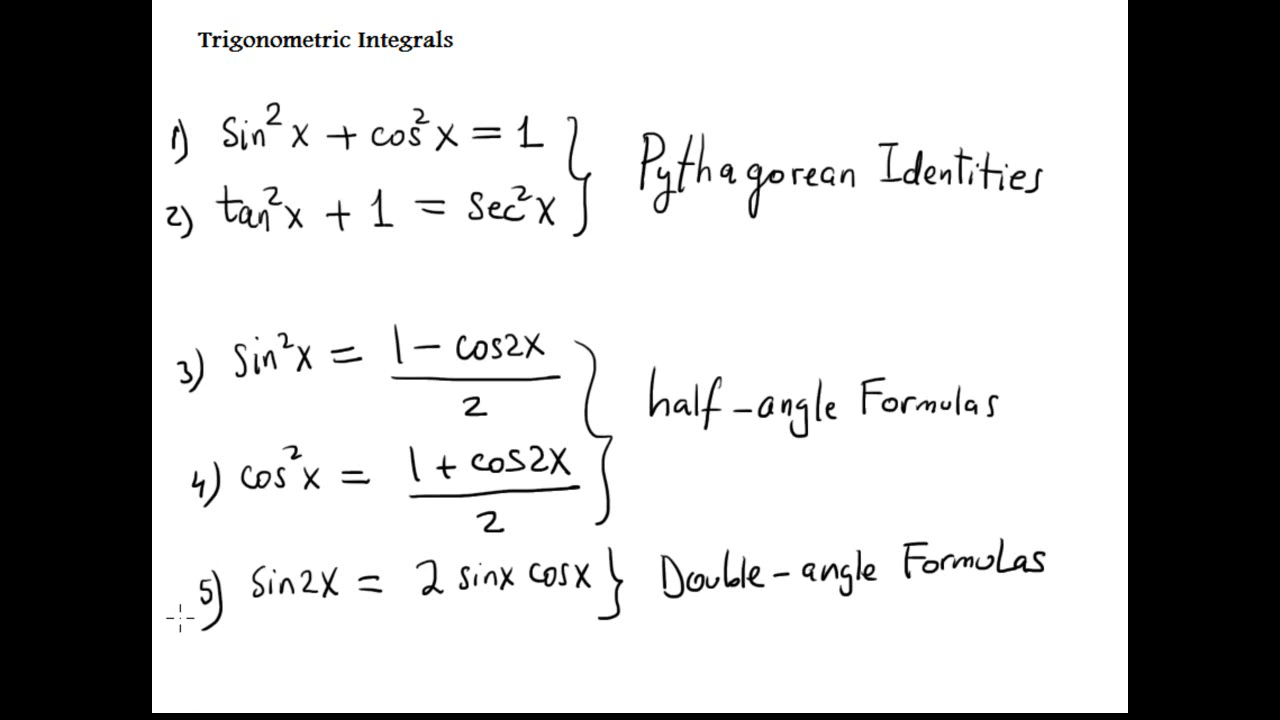 Trigonometric Integrals
1) sin²x + cos²x = 1
2) tan²x + 1 = sec²x
Pythagorean Identities
3) sin²x = (1 - cos2x)/2
4) cos²x = (1 + cos2x)/2
half-angle Formulas
5) sin2x = 2 sinx cosx
Double-angle Formulas